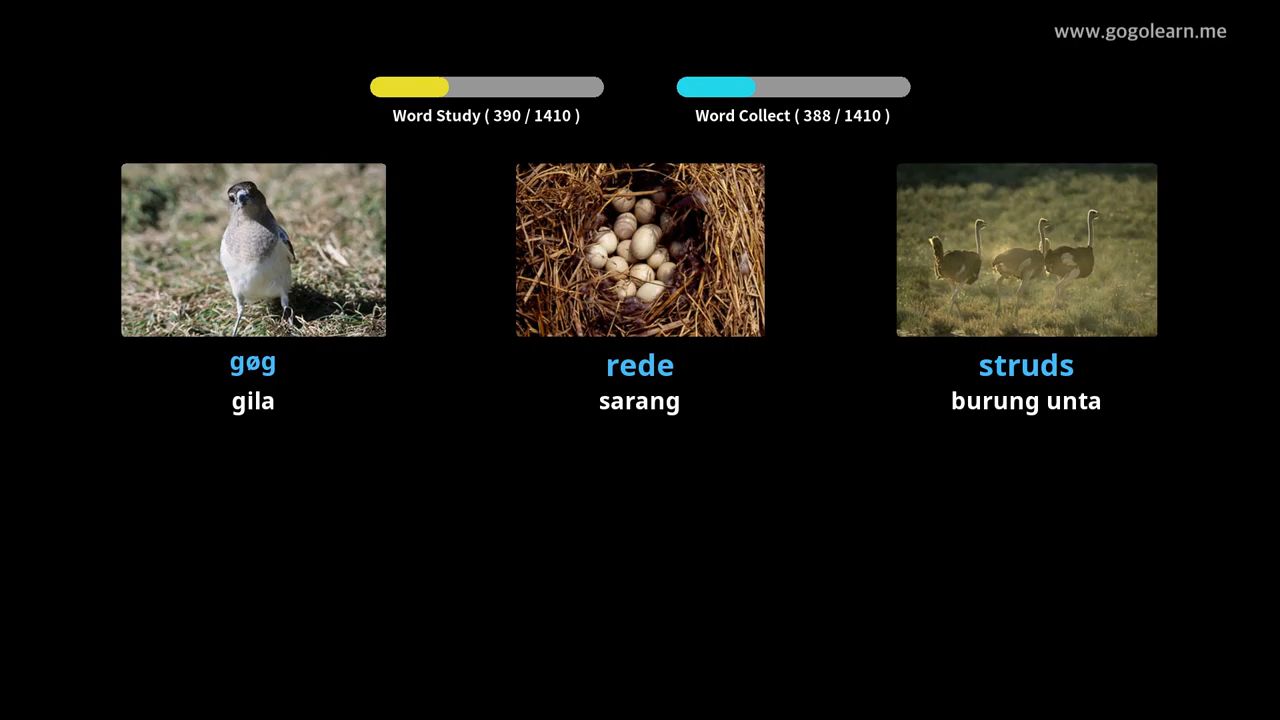 www.gogolearn.me
Word Study ( 390 / 1410 )
Word Collect ( 388 / 1410 )
gøg
gila
rede
sarang
struds
burung unta